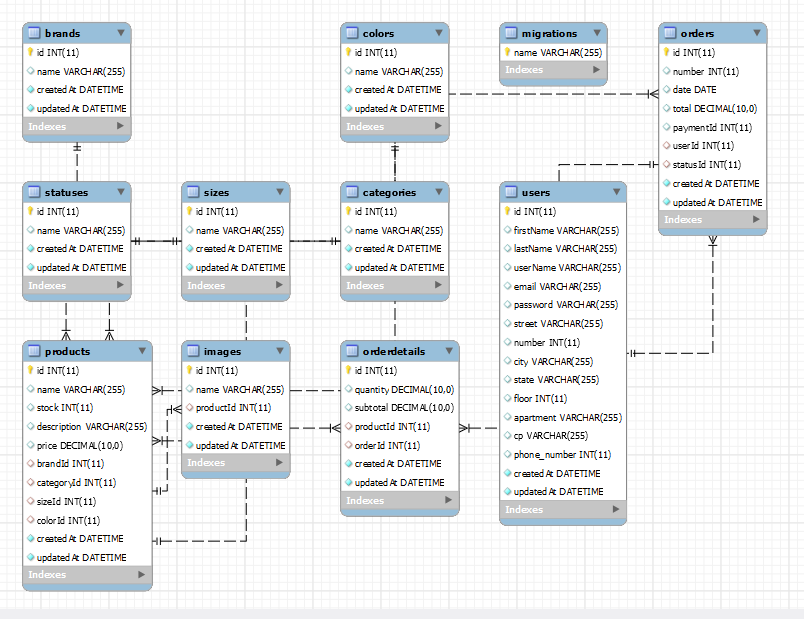 brands
id INT(11)
name VARCHAR(255)
createdAt DATETIME
updatedAt DATETIME
Indexes
colors
id INT(11)
name VARCHAR(255)
createdAt DATETIME
updatedAt DATETIME
Indexes
migrations
name VARCHAR(255)
Indexes
orders
id INT(11)
number INT(11)
date DATE
total DECIMAL(10,0)
paymentId INT(11)
userId INT(11)
statusId INT(11)
createdAt DATETIME
updatedAt DATETIME
Indexes
statuses
id INT(11)
name VARCHAR(255)
createdAt DATETIME
updatedAt DATETIME
Indexes
sizes
id INT(11)
name VARCHAR(255)
createdAt DATETIME
updatedAt DATETIME
Indexes
categories
id INT(11)
name VARCHAR(255)
createdAt DATETIME
updatedAt DATETIME
Indexes
users
id INT(11)
firstName VARCHAR(255)
lastName VARCHAR(255)
userName VARCHAR(255)
email VARCHAR(255)
password VARCHAR(255)
street VARCHAR(255)
number INT(11)
city VARCHAR(255)
state VARCHAR(255)
floor INT(11)
apartment VARCHAR(255)
cp VARCHAR(255)
phone_number INT(11)
createdAt DATETIME
updatedAt DATETIME
Indexes
products
id INT(11)
name VARCHAR(255)
stock INT(11)
description VARCHAR(255)
price DECIMAL(10,0)
brandId INT(11)
categoryId INT(11)
sizeId INT(11)
colorId INT(11)
createdAt DATETIME
updatedAt DATETIME
Indexes
images
id INT(11)
name VARCHAR(255)
productId INT(11)
createdAt DATETIME
updatedAt DATETIME
Indexes
orderdetails
id INT(11)
quantity DECIMAL(10,0)
subtotal DECIMAL(10,0)
productId INT(11)
orderId INT(11)
createdAt DATETIME
updatedAt DATETIME
Indexes